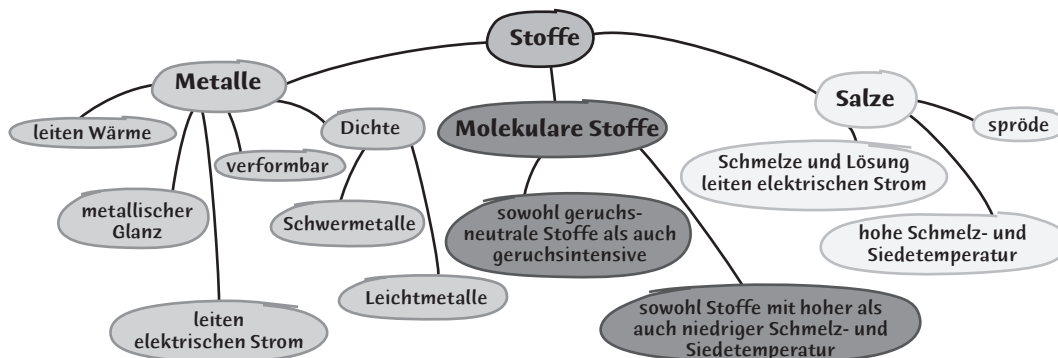 Stoffe
Metalle
leiten Wärme
metallischer
Glanz
leiten
elektrischen Strom
verformbar
Dichte
Schwermetalle
Leichtmetalle
Molekulare Stoffe
sowohl geruchs-
neutrale Stoffe als auch
geruchsintensive
sowohl Stoffe mit hoher als
auch niedriger Schmelz- und
Siedetemperatur
Salze
Schmelze und Lösung
leiten elektrischen Strom
hohe Schmelz- und
Siedetemperatur
spröde